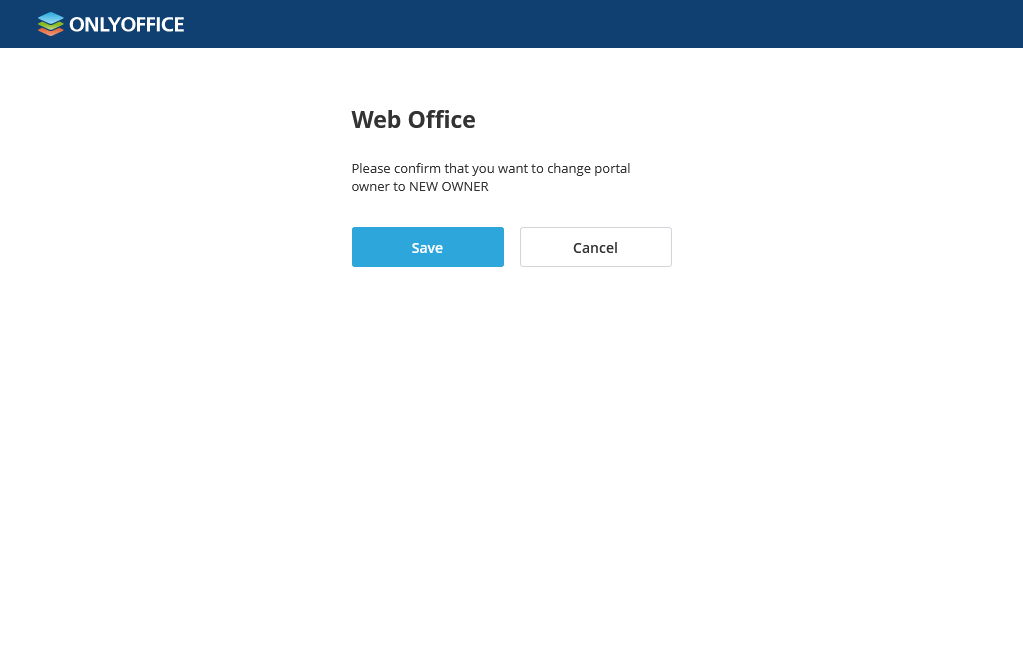 ONLYOFFICE
Web Office
Please confirm that you want to change portal
owner to NEW OWNER
Save
Cancel